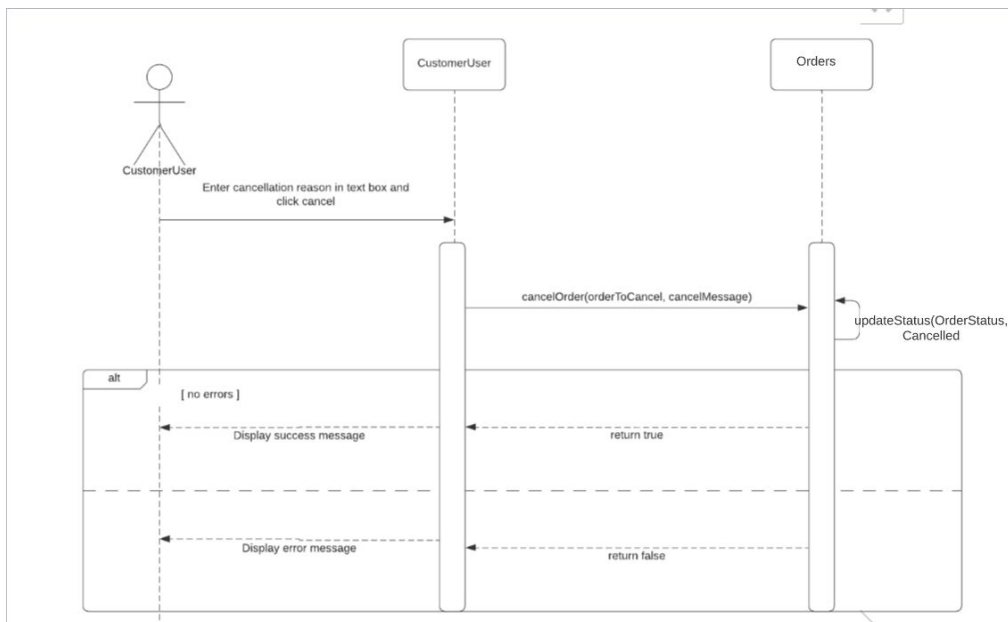 CustomerUser
Orders
CustomerUser
Enter cancellation reason in text box and
click cancel
cancelOrder(orderToCancel, cancelMessage)
updateStatus(OrderStatus,
Cancelled
alt
[ no errors ]
Display success message
return true
Display error message
return false